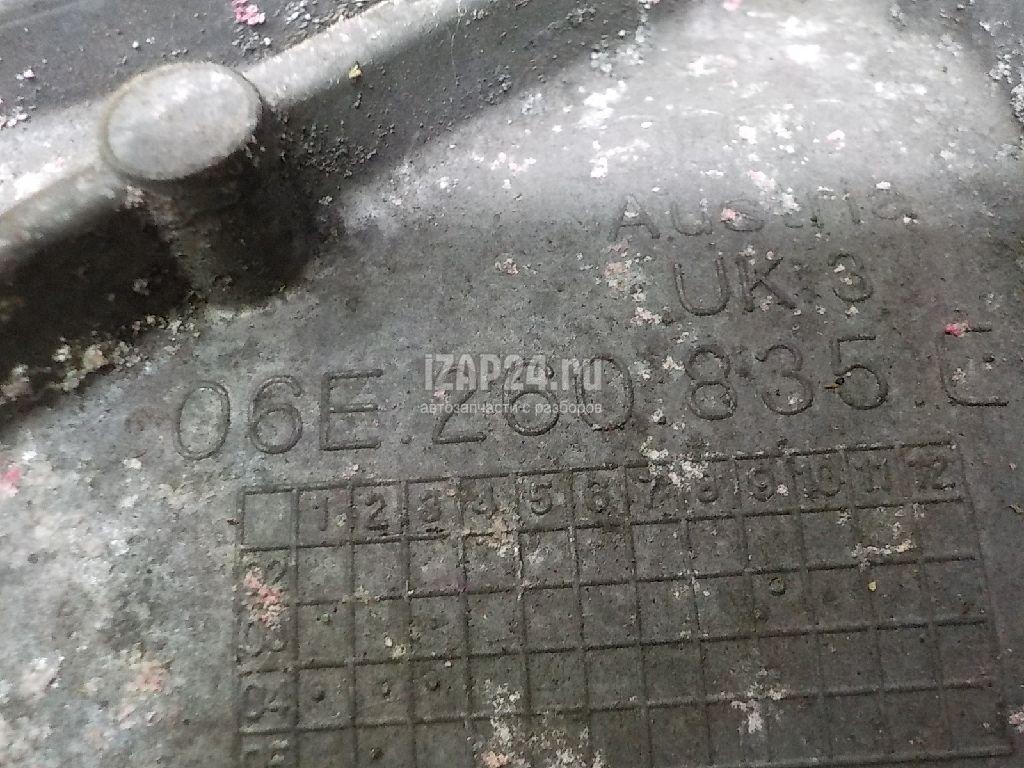 Austria
UK:3
06E.260.835.E
iZAP24.ru
автозапчасти с разборов
1 2 3 4 5 6 7 8 9 10 11 12